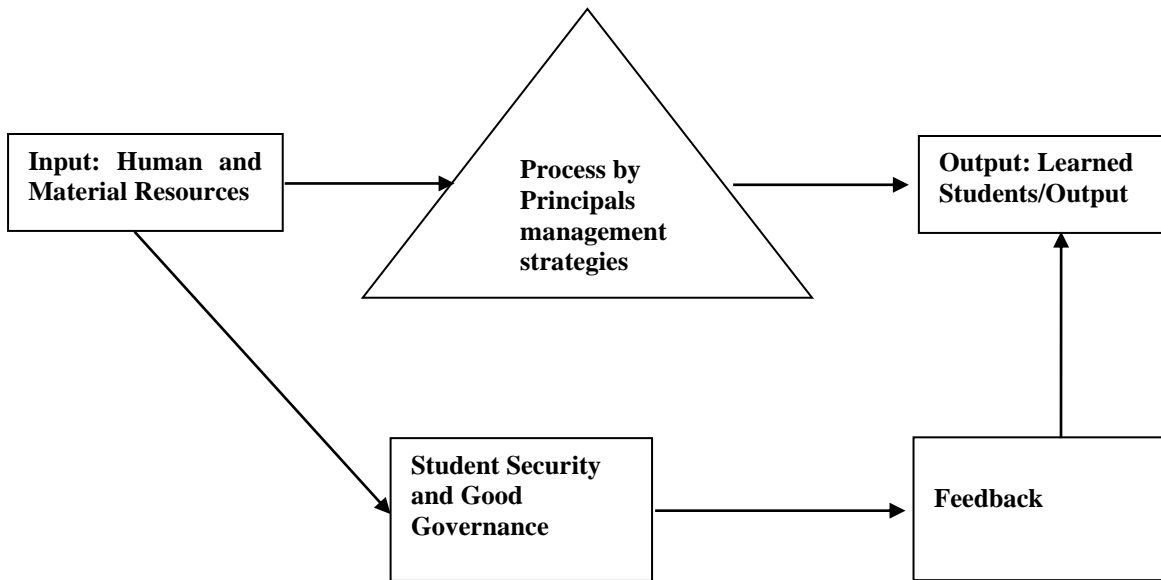 Input: Human and
Material Resources
Process by
Principals
management
strategies
Output: Learned
Students/Output
Student Security
and Good
Governance
Feedback